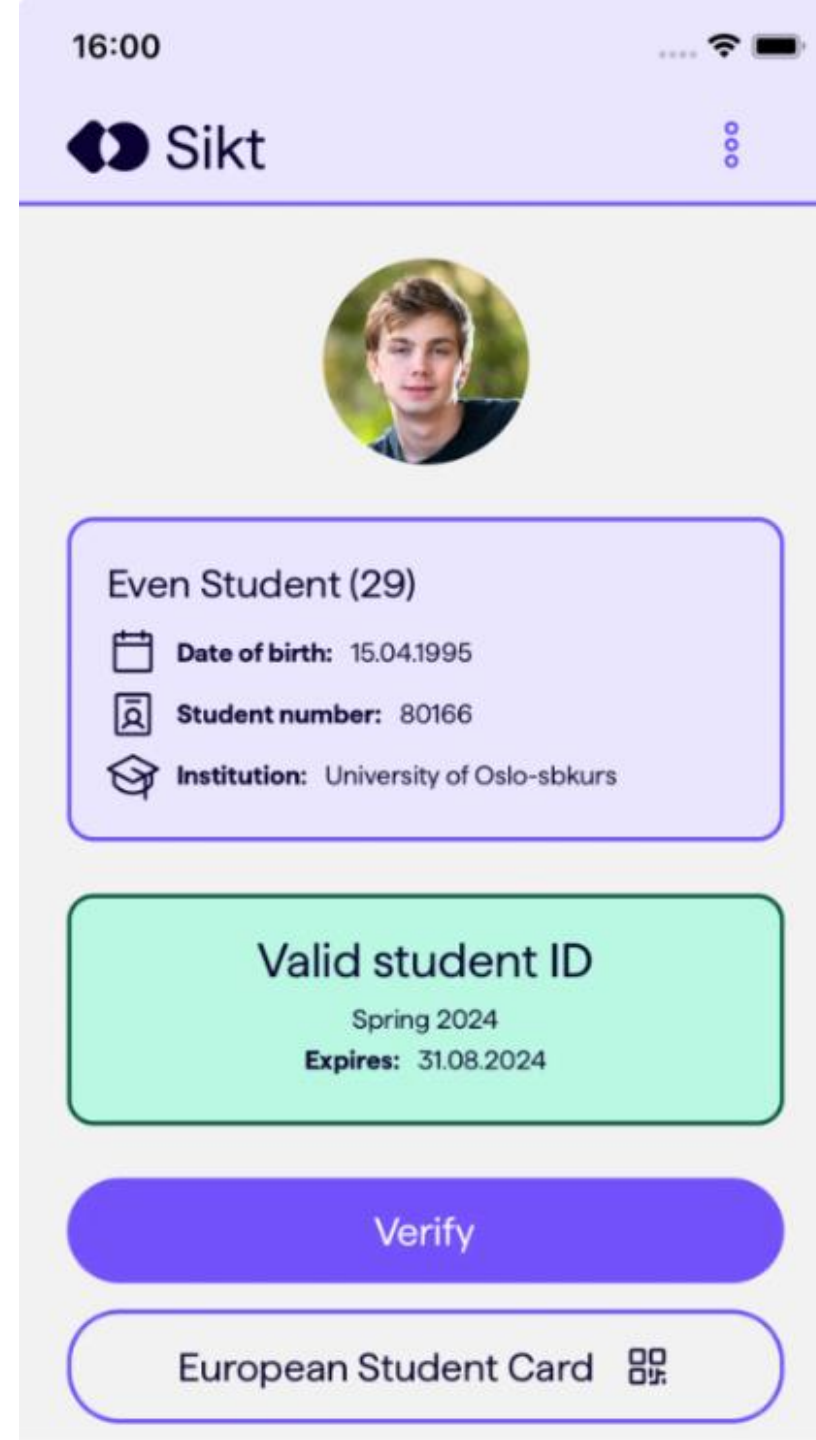 16:00
Sikt
Even Student (29)
Date of birth: 15.04.1995
Student number: 80166
Institution: University of Oslo-sbkurs
Valid student ID
Spring 2024
Expires: 31.08.2024
Verify
European Student Card